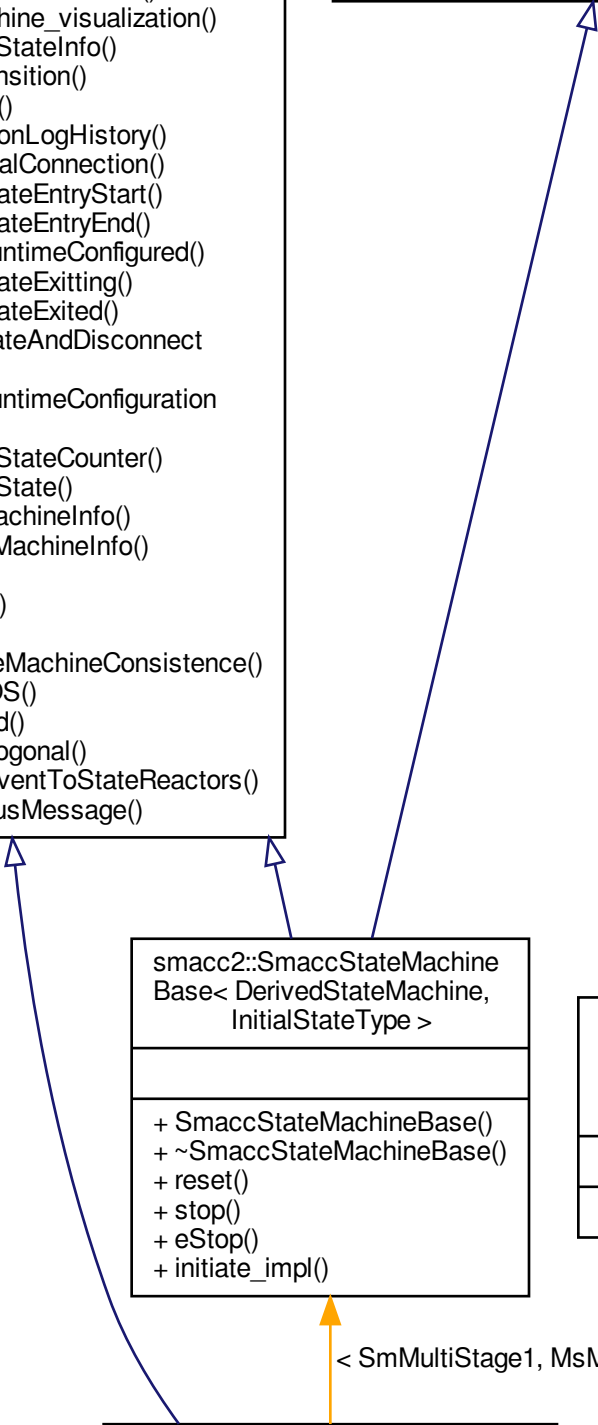 hine_visualization()
StateInfo()
nsition()
()
onLogHistory()
alConnection()
ateEntryStart()
ateEntryEnd()
untimeConfigured()
ateExitting()
ateExited()
ateAndDisconnect
untimeConfiguration
StateCounter()
State()
achineInfo()
MachineInfo()
)
eMachineConsistence()
OS()
d()
ogonal()
ventToStateReactors()
usMessage()
smacc2::SmaccStateMachine
Base< DerivedStateMachine,
InitialStateType >
+ SmaccStateMachineBase()
+ ~SmaccStateMachineBase()
+ reset()
+ stop()
+ eStop()
+ initiate_impl()
< SmMultiStage1, MsM